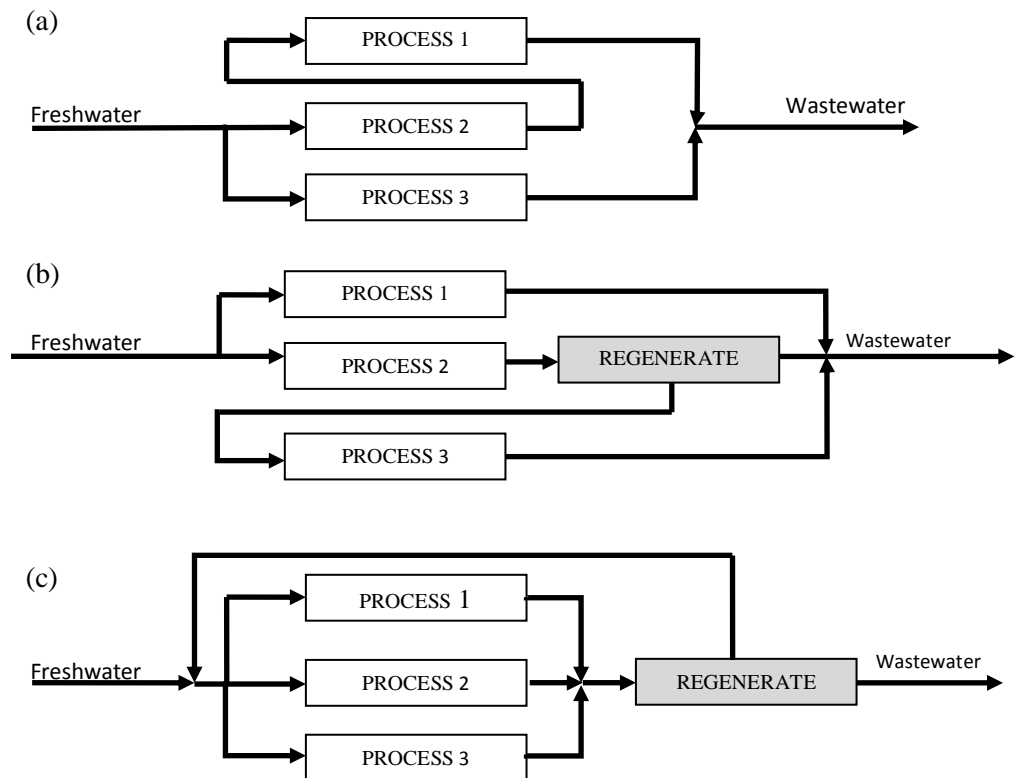 (a)
PROCESS 1
Freshwater
PROCESS 2
Wastewater
PROCESS 3
(b)
PROCESS 1
Freshwater
PROCESS 2
REGENERATE
Wastewater
PROCESS 3
(c)
PROCESS 1
Freshwater
PROCESS 2
REGENERATE
Wastewater
PROCESS 3